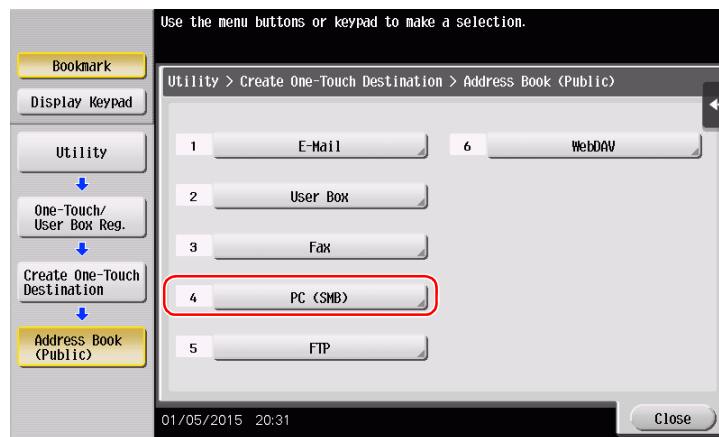 Use the menu buttons or keypad to make a selection.
Bookmark
Display Keypad
Utility
One-Touch/
User Box Reg.
Create One-Touch
Destination
Address Book
(Public)
Utility > Create One-Touch Destination > Address Book (Public)
1 E-Mail
2 User Box
3 Fax
4 PC (SMB)
5 FTP
6 WebDAV
01/05/2015 20:31
Close